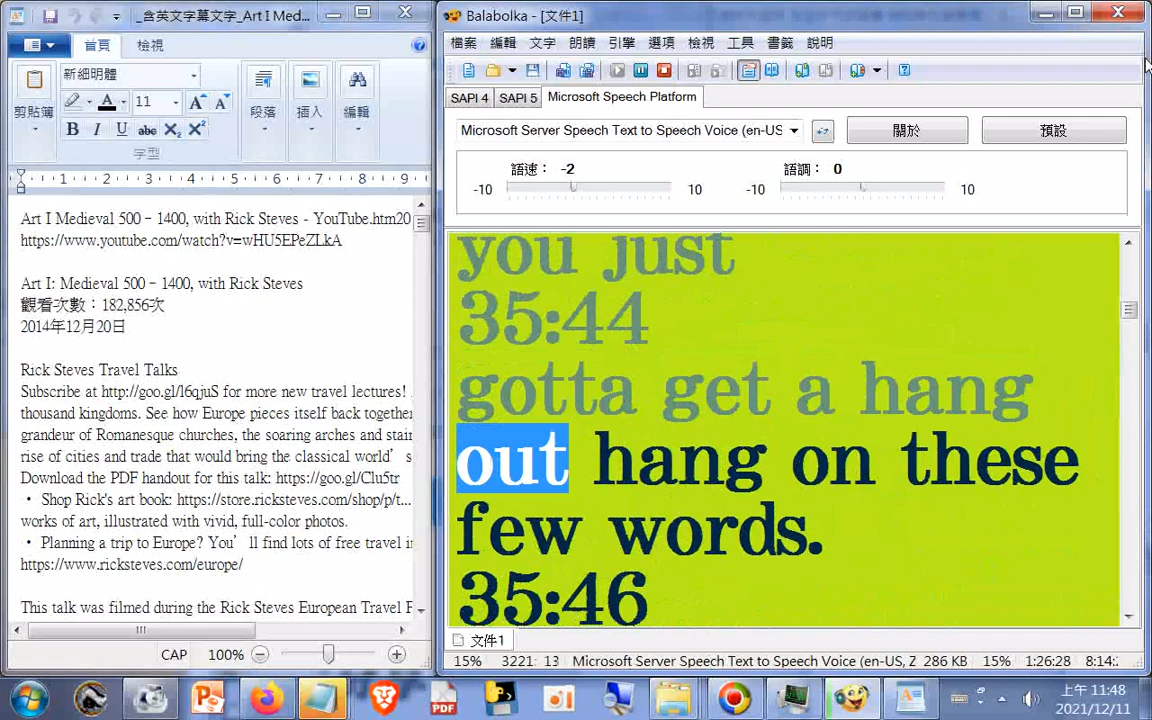 _含英文字幕文字_Art I Med...
首頁
檢視
剪貼簿
新細明體
11
B I U abc X₂ X²
字型
段落
插入
編輯
1 2 3 4 5 6 7 8 9
Art I Medieval 500 - 1400, with Rick Steves - YouTube.htm20
https://www.youtube.com/watch?v=wHU5EPeZLkA
Art I: Medieval 500 - 1400, with Rick Steves
觀看次數：182,856次
2014年12月20日
Rick Steves Travel Talks
Subscribe at http://goo.gl/l6qjuS for more new travel lectures!
thousand kingdoms. See how Europe pieces itself back together
grandeur of Romanesque churches, the soaring arches and stain
rise of cities and trade that would bring the classical world's
Download the PDF handout for this talk: https://goo.gl/Clu5tr
• Shop Rick's art book: https://store.ricksteves.com/shop/p/t...
works of art, illustrated with vivid, full-color photos.
• Planning a trip to Europe? You'll find lots of free travel in
https://www.ricksteves.com/europe/
This talk was filmed during the Rick Steves European Travel F
CAP 100%
Balabolka - [文件1]
檔案 編輯 文字 朗讀 引擎 選項 檢視 工具 書籤 說明
SAPI 4 SAPI 5 Microsoft Speech Platform
Microsoft Server Speech Text to Speech Voice (en-US
關於
預設
語速： -2
-10 10
語調： 0
-10 10
you just
35:44
gotta get a hang
out hang on these
few words.
35:46
文件1
15% 3221: 13 Microsoft Server Speech Text to Speech Voice (en-US, Z 286 KB 15% 1:26:28 8:14:
PDF
上午 11:48
2021/12/11